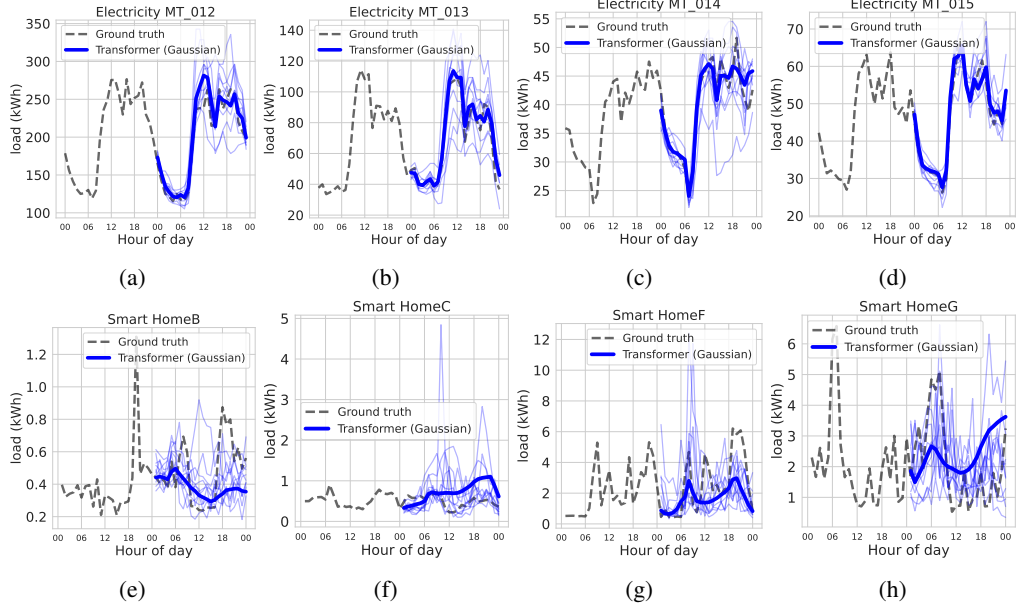 Electricity MT_012
Electricity MT_013
Electricity MT_014
Electricity MT_015
load (kWh)
350
300
250
200
150
100
Ground truth
Transformer (Gaussian)
00 06 12 18 00 06 12 18 00
Hour of day
load (kWh)
140
120
100
80
60
40
20
Ground truth
Transformer (Gaussian)
00 06 12 18 00 06 12 18 00
Hour of day
load (kWh)
55
50
45
40
35
30
25
Ground truth
Transformer (Gaussian)
00 06 12 18 00 06 12 18 00
Hour of day
load (kWh)
70
60
50
40
30
20
Ground truth
Transformer (Gaussian)
00 06 12 18 00 06 12 18 00
Hour of day
(a)
(b)
(c)
(d)
Smart HomeB
Smart HomeC
Smart HomeF
Smart HomeG
load (kWh)
1.2
1.0
0.8
0.6
0.4
0.2
Ground truth
Transformer (Gaussian)
00 06 12 18 00 06 12 18 00
Hour of day
load (kWh)
5
4
3
2
1
0
Ground truth
Transformer (Gaussian)
00 06 12 18 00 06 12 18 00
Hour of day
load (kWh)
12
10
8
6
4
2
0
Ground truth
Transformer (Gaussian)
00 06 12 18 00 06 12 18 00
Hour of day
load (kWh)
6
5
4
3
2
1
Ground truth
Transformer (Gaussian)
00 06 12 18 00 06 12 18 00
Hour of day
(e)
(f)
(g)
(h)